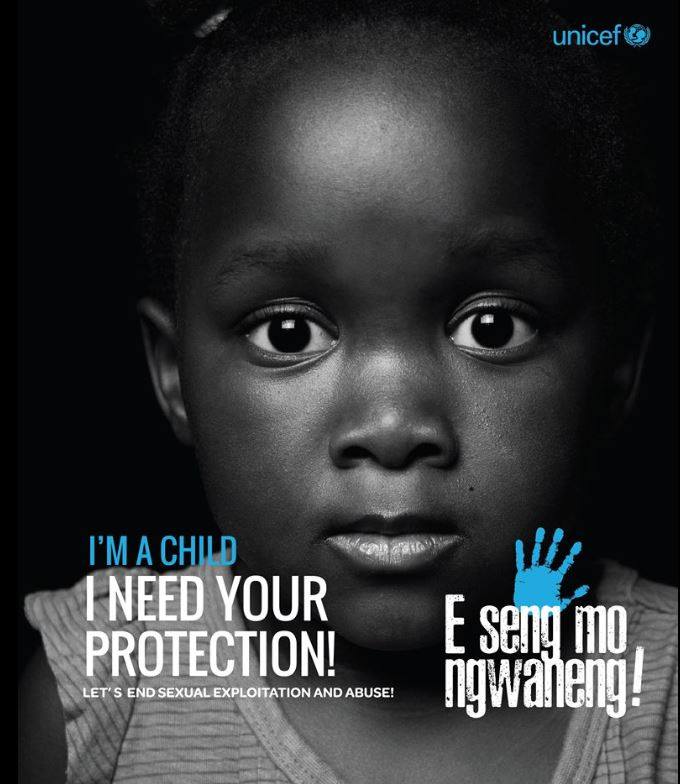 unicef
I'M A CHILD
I NEED YOUR
PROTECTION!
LET'S END SEXUAL EXPLOITATION AND ABUSE!
E seng mo
ngwaneng!